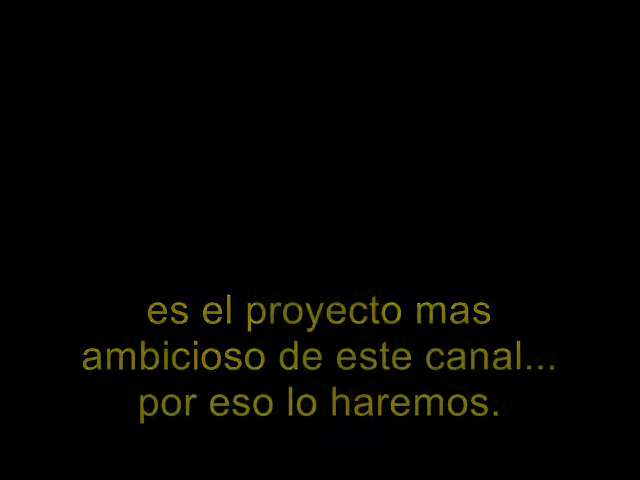 es el proyecto mas
ambicioso de este canal...
por eso lo haremos.